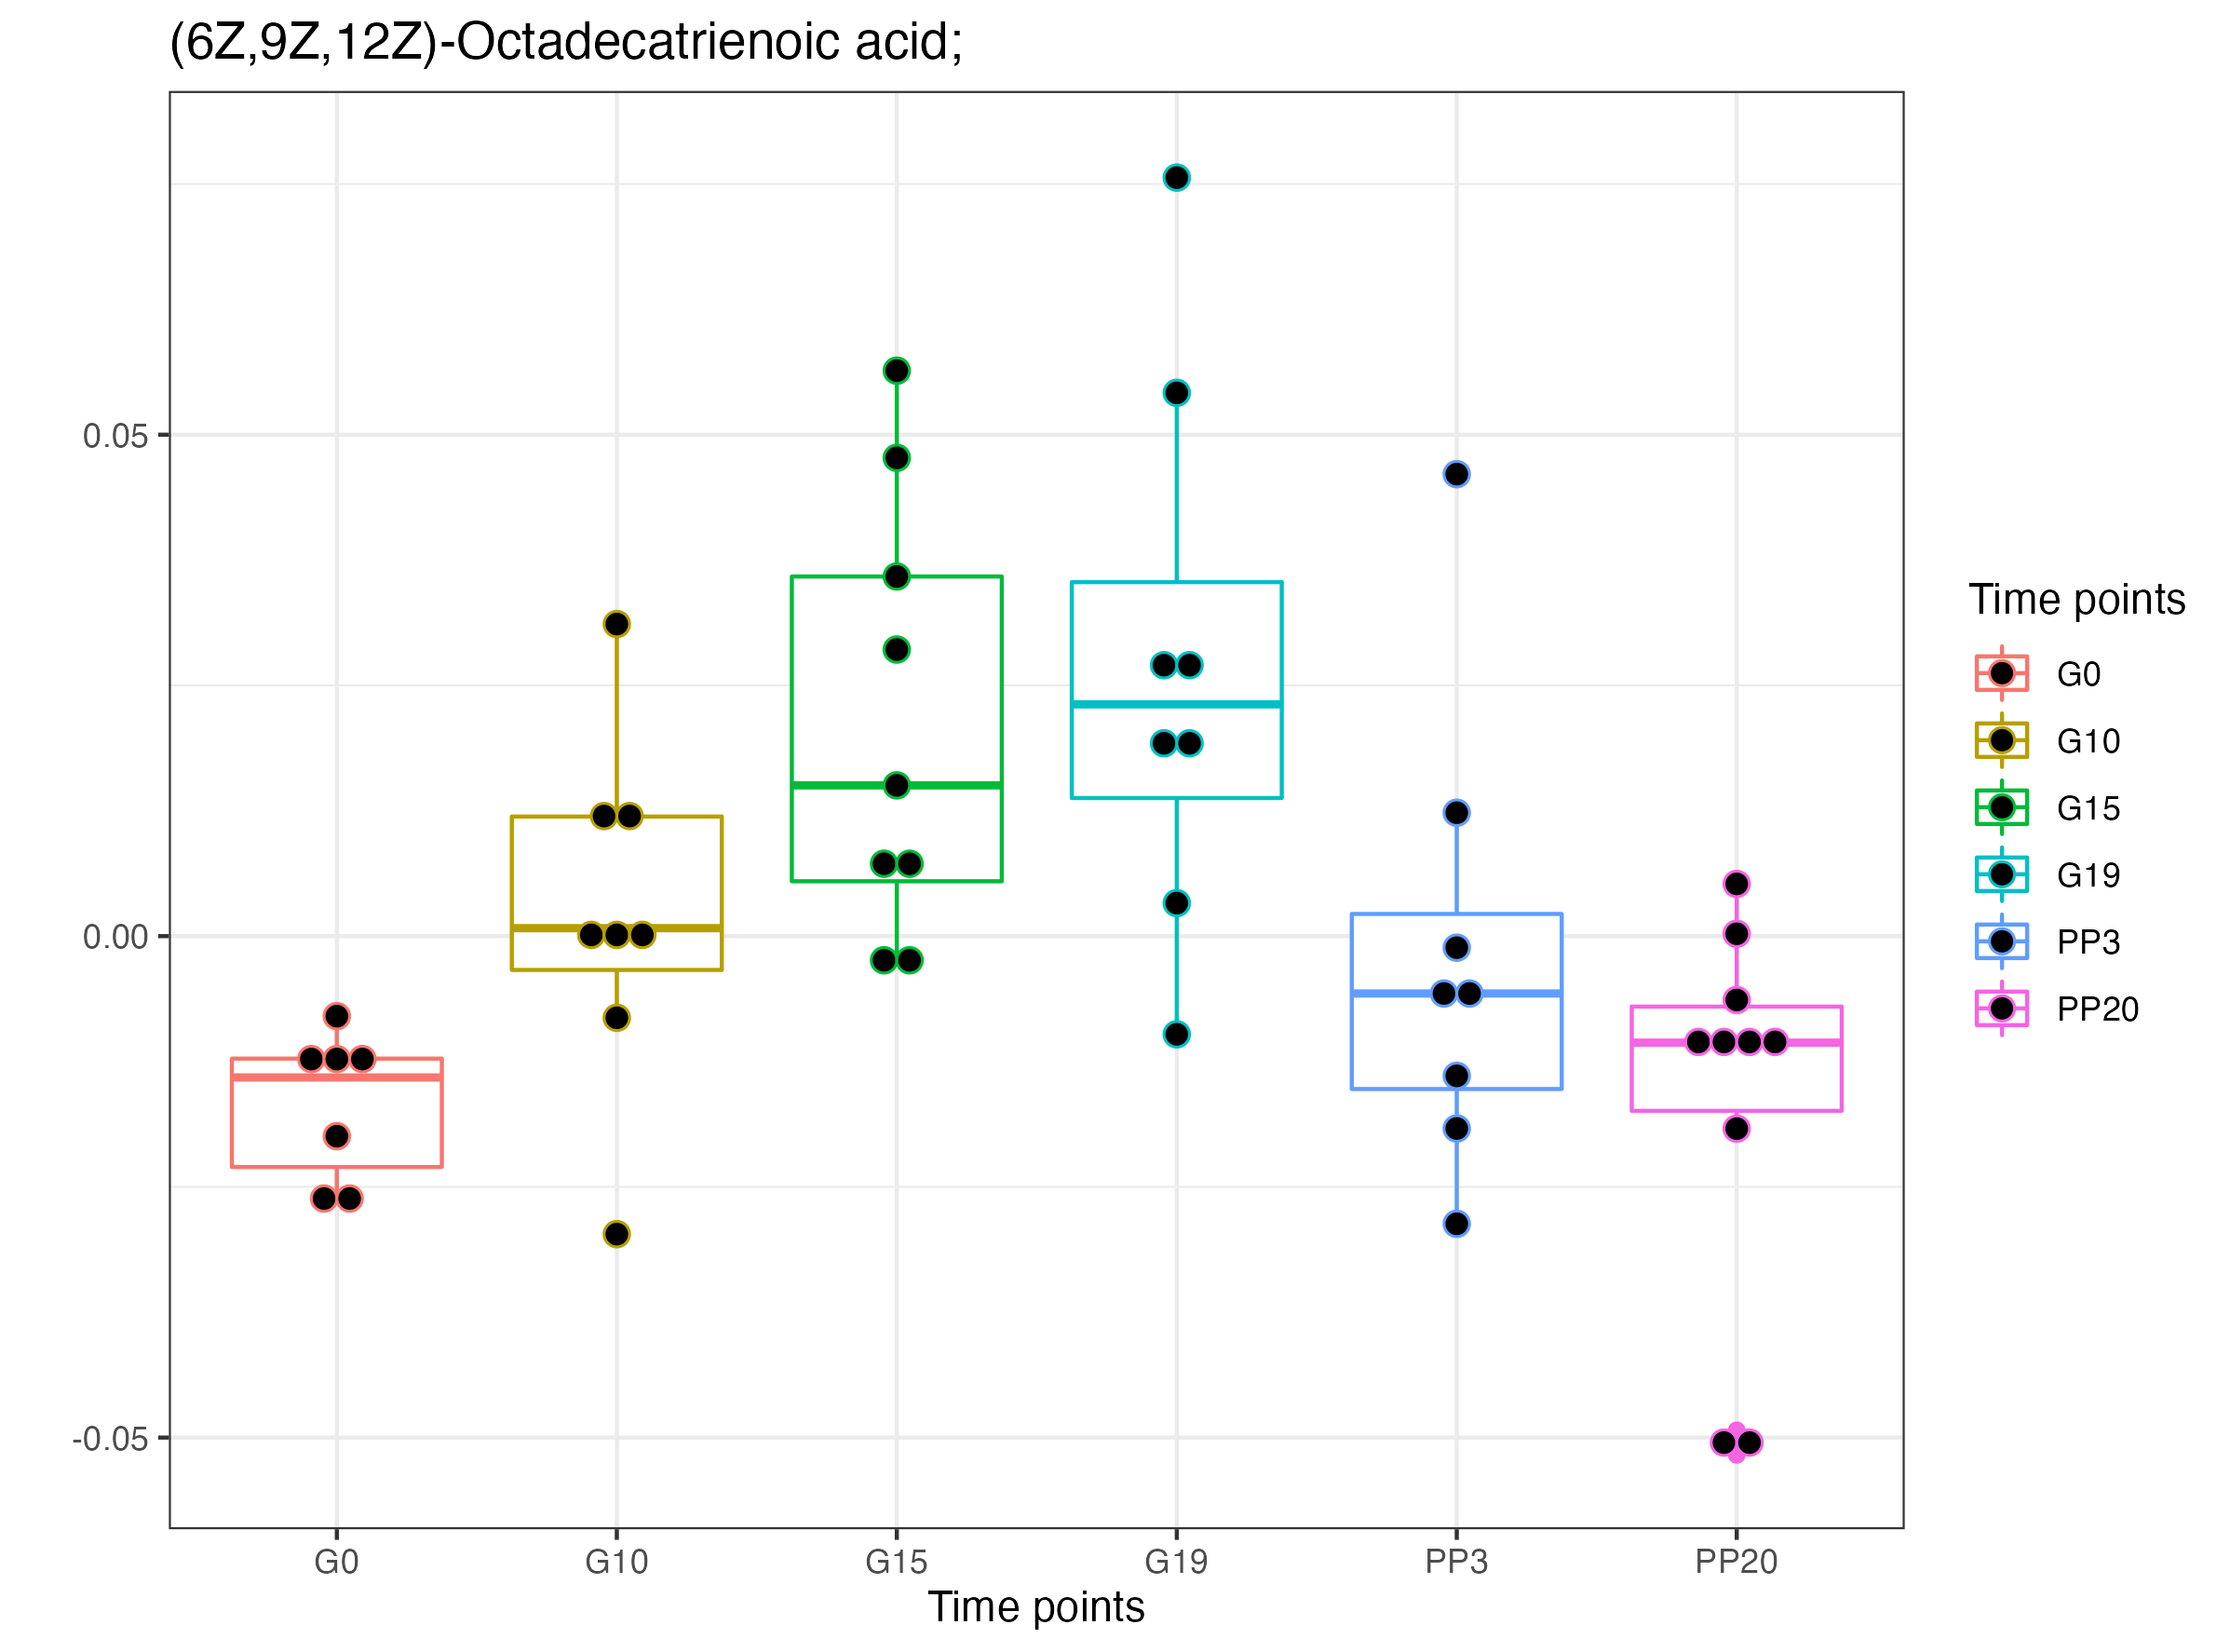 (6Z,9Z,12Z)-Octadecatrienoic acid;
0.05
0.00
-0.05
G0
G10
G15
G19
PP3
PP20
Time points
Time points
G0
G10
G15
G19
PP3
PP20